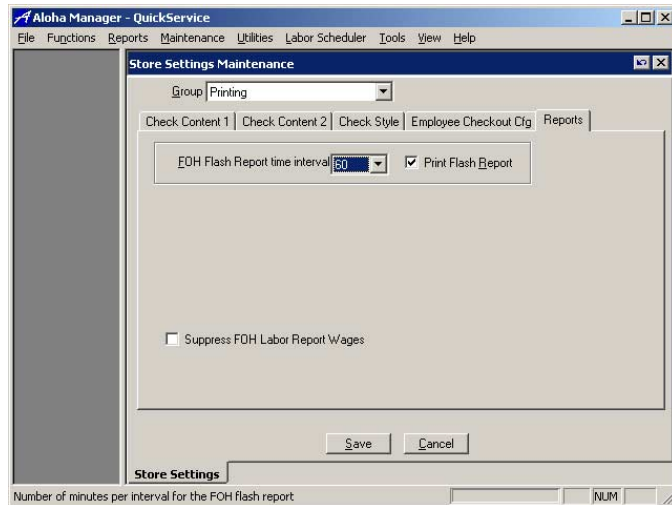 Aloha Manager - QuickService
File Functions Reports Maintenance Utilities Labor Scheduler Tools View Help
Store Settings Maintenance
Group Printing
Check Content 1 Check Content 2 Check Style Employee Checkout Cfg Reports
FOH Flash Report time interval 60 Print Flash Report
Suppress FOH Labor Report Wages
Save Cancel
Store Settings
Number of minutes per interval for the FOH flash report NUM